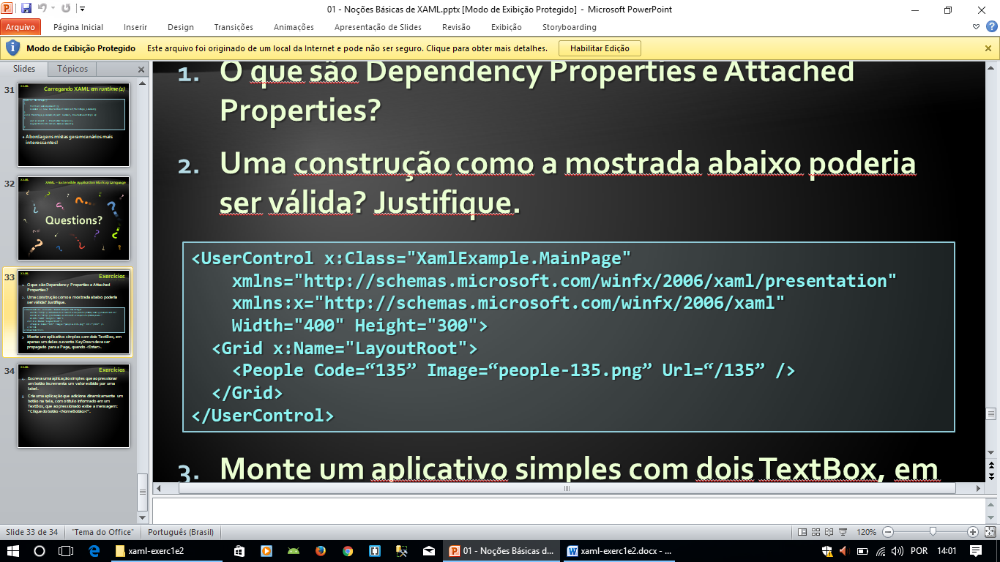 01 - Noções Básicas de XAML.pptx [Modo de Exibição Protegido] - Microsoft PowerPoint
Arquivo Página Inicial Inserir Design Transições Animações Apresentação de Slides Revisão Exibição Storyboarding
Modo de Exibição Protegido Este arquivo foi originado de um local da Internet e pode não ser seguro. Clique para obter mais detalhes. Habilitar Edição
Slides Tópicos
31
XAML
Carregando XAML em runtime (2)
Abordagens mistas geram cenários mais
interessantes!
32
XAML
XAML – Extensible Application Markup Language
Questions?
33
XAML
Exercícios
O que são Dependency Properties e Attached
Properties?
Uma construção como a mostrada abaixo poderia
ser válida? Justifique.
Monte um aplicativo simples com dois TextBox, em
apenas um deles o evento KeyDown deve ser
propagado para a Page, quando <Enter>.
34
XAML
Exercícios
Escreva uma aplicação simples que ao pressionar
um botão incrementa um valor exibido por uma
label.
Crie uma aplicação que adiciona dinamicamente um
botão na tela, com o título informado em um
TextBox, que ao pressionado exibe a mensagem:
"Clique do botão <NomeBotão>!".
1. O que são Dependency Properties e Attached
Properties?
2. Uma construção como a mostrada abaixo poderia
ser válida? Justifique.
<UserControl x:Class="XamlExample.MainPage"
xmlns="http://schemas.microsoft.com/winfx/2006/xaml/presentation"
xmlns:x="http://schemas.microsoft.com/winfx/2006/xaml"
Width="400" Height="300">
<Grid x:Name="LayoutRoot">
<People Code=“135” Image=“people-135.png” Url=“/135” />
</Grid>
</UserControl>
3. Monte um aplicativo simples com dois TextBox, em
Slide 33 de 34 "Tema do Office" Português (Brasil) 120%
xaml-exerc1e2 01 - Noções Básicas d... xaml-exerc1e2.docx - ... POR 14:01